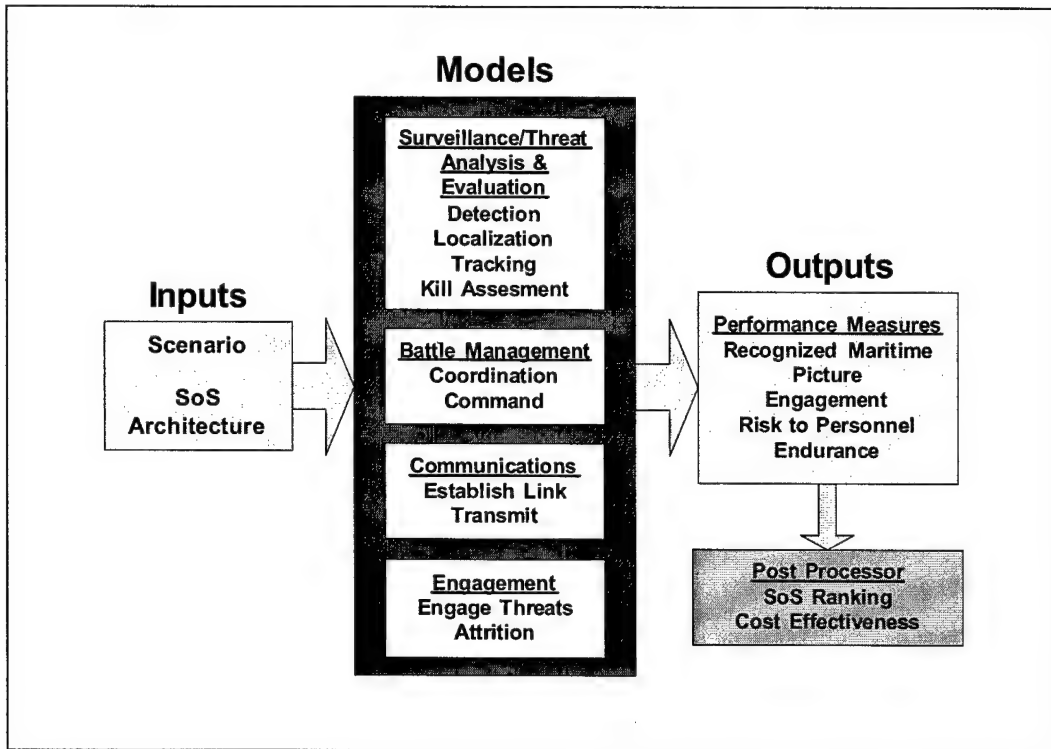 Models
Surveillance/Threat
Analysis &
Evaluation
Detection
Localization
Tracking
Kill Assesment
Battle Management
Coordination
Command
Communications
Establish Link
Transmit
Engagement
Engage Threats
Attrition
Inputs
Scenario
SoS
Architecture
Outputs
Performance Measures
Recognized Maritime
Picture
Engagement
Risk to Personnel
Endurance
Post Processor
SoS Ranking
Cost Effectiveness